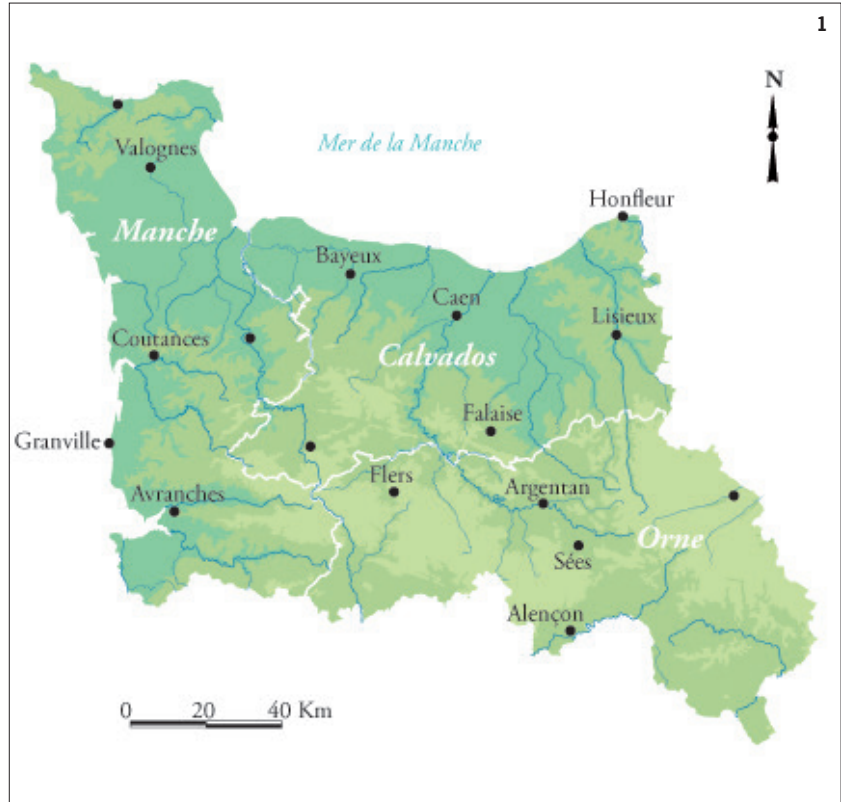 1
N
Valognes
Mer de la Manche
Honfleur
Manche
Bayeux
Caen
Lisieux
Coutances
Calvados
Falaise
Granville
Flers
Avranches
Argentan
Orne
Sées
Alençon
0 20 40 Km